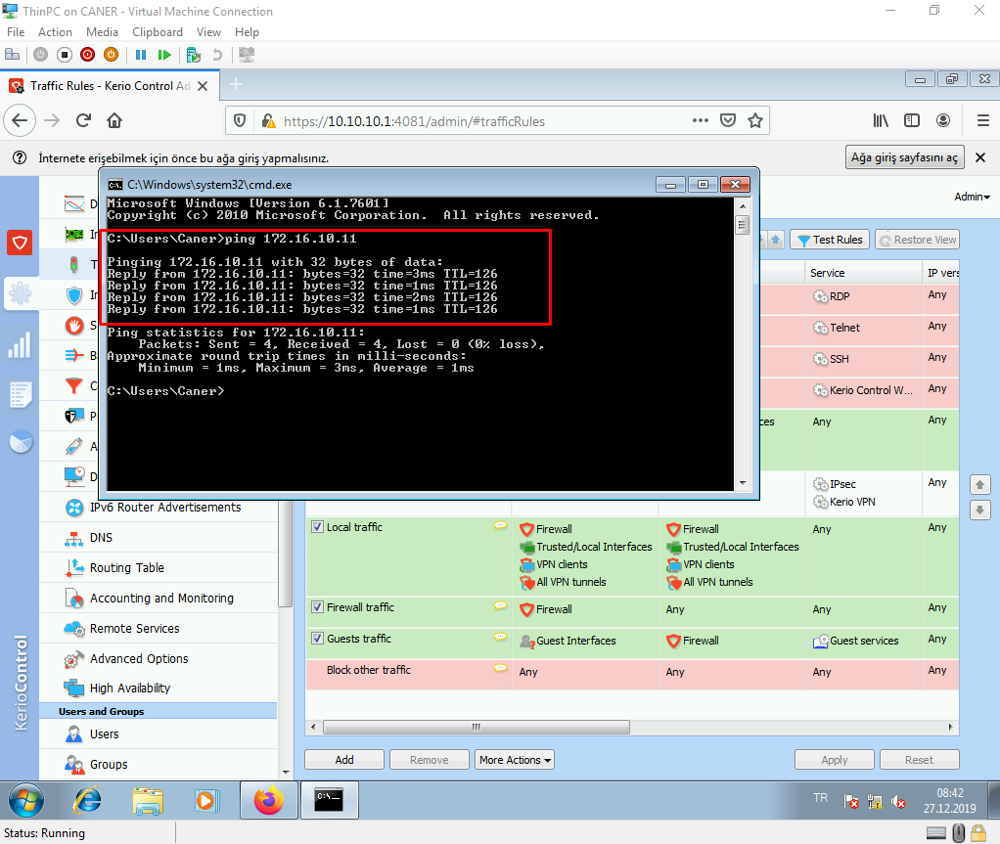 ThinPC on CANER - Virtual Machine Connection
File Action Media Clipboard View Help
Traffic Rules - Kerio Control Ad
https://10.10.10.1:4081/admin/#trafficRules
İnternete erişebilmek için önce bu ağa giriş yapmalısınız.
Ağa giriş sayfasını aç
C:\Windows\system32\cmd.exe
Microsoft Windows [Version 6.1.7601]
Copyright (c) 2010 Microsoft Corporation. All rights reserved.
C:\Users\Caner>ping 172.16.10.11
Pinging 172.16.10.11 with 32 bytes of data:
Reply from 172.16.10.11: bytes=32 time=3ms TTL=126
Reply from 172.16.10.11: bytes=32 time=1ms TTL=126
Reply from 172.16.10.11: bytes=32 time=2ms TTL=126
Reply from 172.16.10.11: bytes=32 time=1ms TTL=126
Ping statistics for 172.16.10.11:
Packets: Sent = 4, Received = 4, Lost = 0 (0% loss),
Approximate round trip times in milli-seconds:
Minimum = 1ms, Maximum = 3ms, Average = 1ms
C:\Users\Caner>
Admin
Test Rules Restore View
Service IP vers
RDP Any
Telnet Any
SSH Any
Kerio Control W... Any
ces Any Any
IPsec Any
Kerio VPN
IPv6 Router Advertisements
DNS
Routing Table
Accounting and Monitoring
Remote Services
Advanced Options
High Availability
Users and Groups
Users
Groups
KerioControl
Local traffic Firewall Firewall Any Any
Trusted/Local Interfaces Trusted/Local Interfaces
VPN clients VPN clients
All VPN tunnels All VPN tunnels
Firewall traffic Firewall Any Any Any
Guests traffic Guest Interfaces Firewall Guest services Any
Block other traffic Any Any Any Any
Add Remove More Actions Apply Reset
TR
08:42
27.12.2019
Status: Running